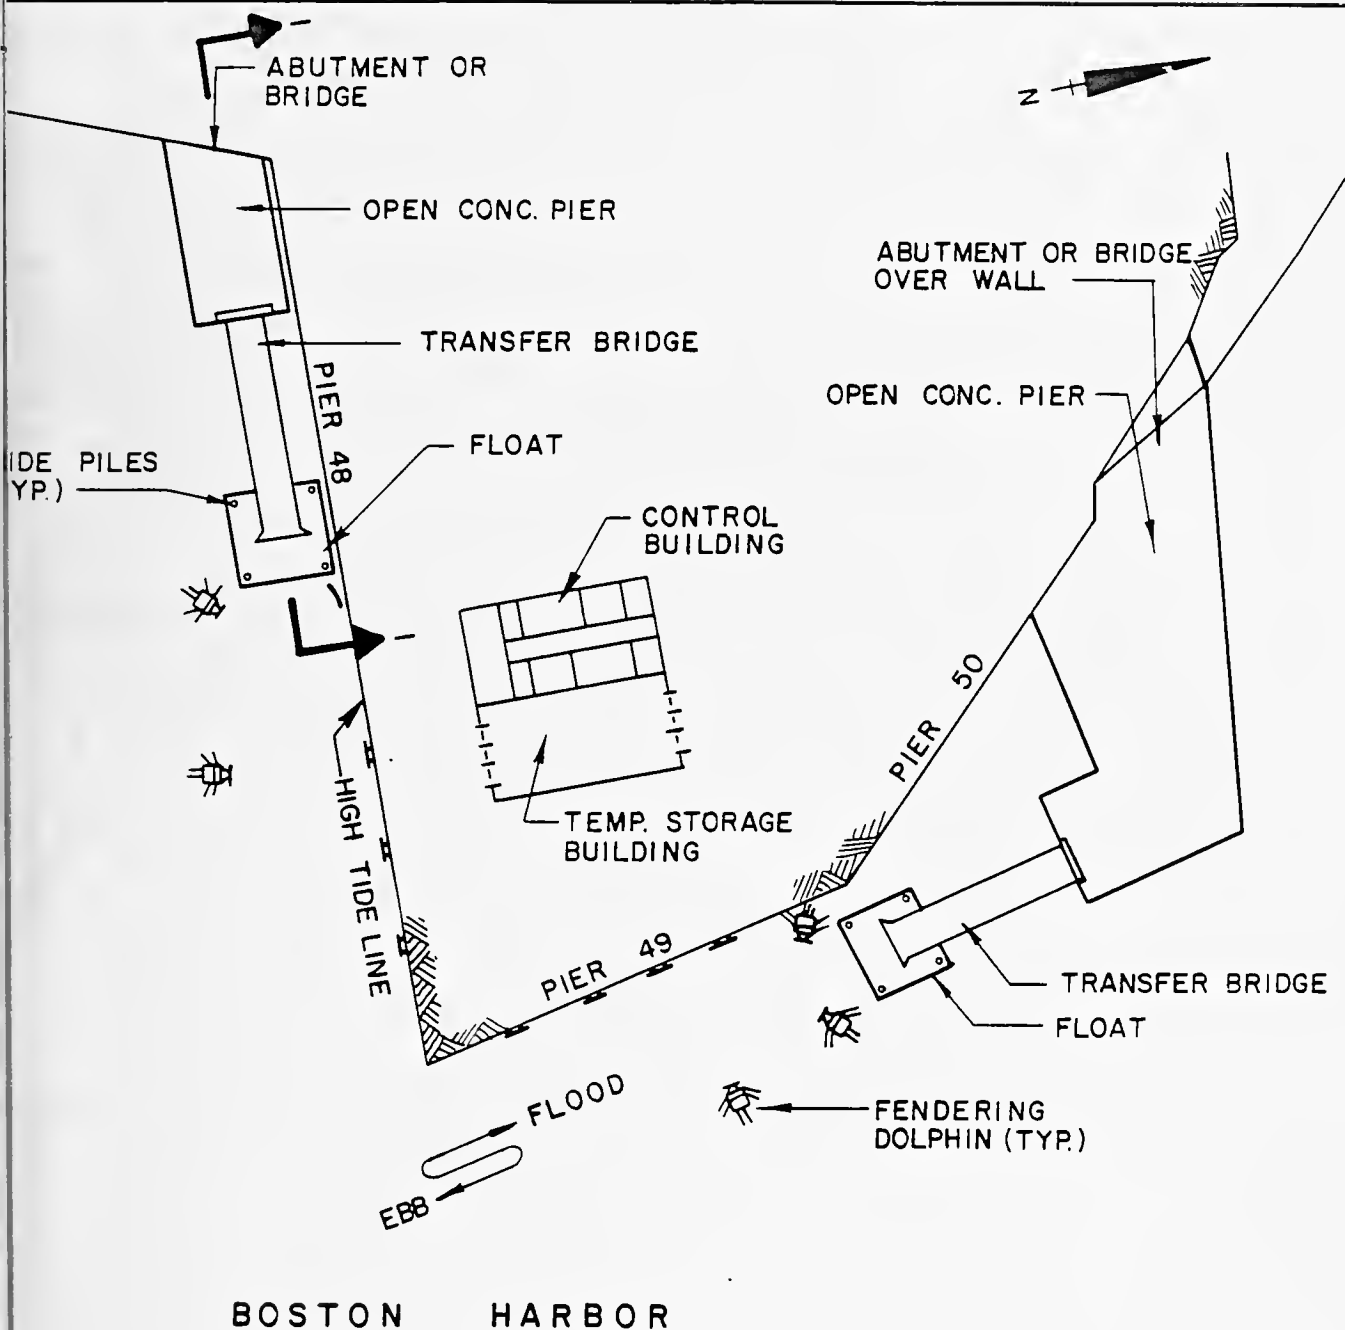 ABUTMENT OR
BRIDGE
N
OPEN CONC. PIER
ABUTMENT OR BRIDGE
OVER WALL
TRANSFER BRIDGE
PIER 48
OPEN CONC. PIER
FLOAT
IDE PILES
YP.)
CONTROL
BUILDING
PIER 50
HIGH TIDE LINE
TEMP. STORAGE
BUILDING
PIER 49
TRANSFER BRIDGE
FLOAT
FLOOD
FENDERING
DOLPHIN (TYP.)
EBB
BOSTON HARBOR